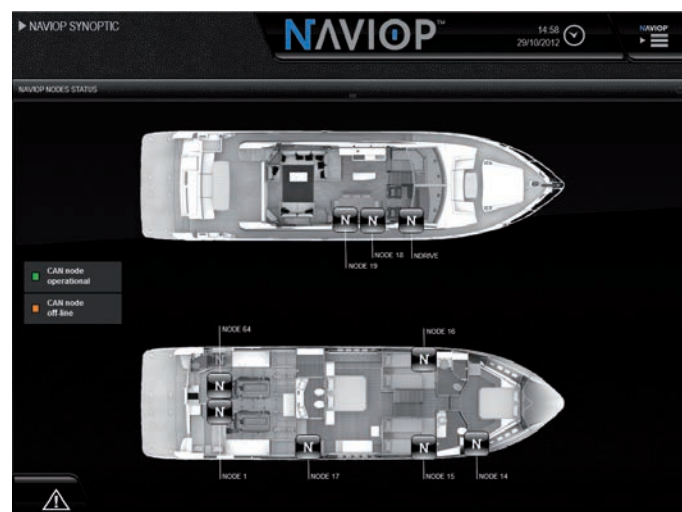 NAVIOP SYNOPTIC
NAVIOP™
14:58
29/10/2012
NAVIOP
NAVIOP NODES STATUS
N
N
N
NODE 18
NDRIVE
NODE 19
CAN node
operational
CAN node
off-line
NODE 64
NODE 16
N
N
N
N
N
N
N
NODE 1
NODE 17
NODE 15
NODE 14